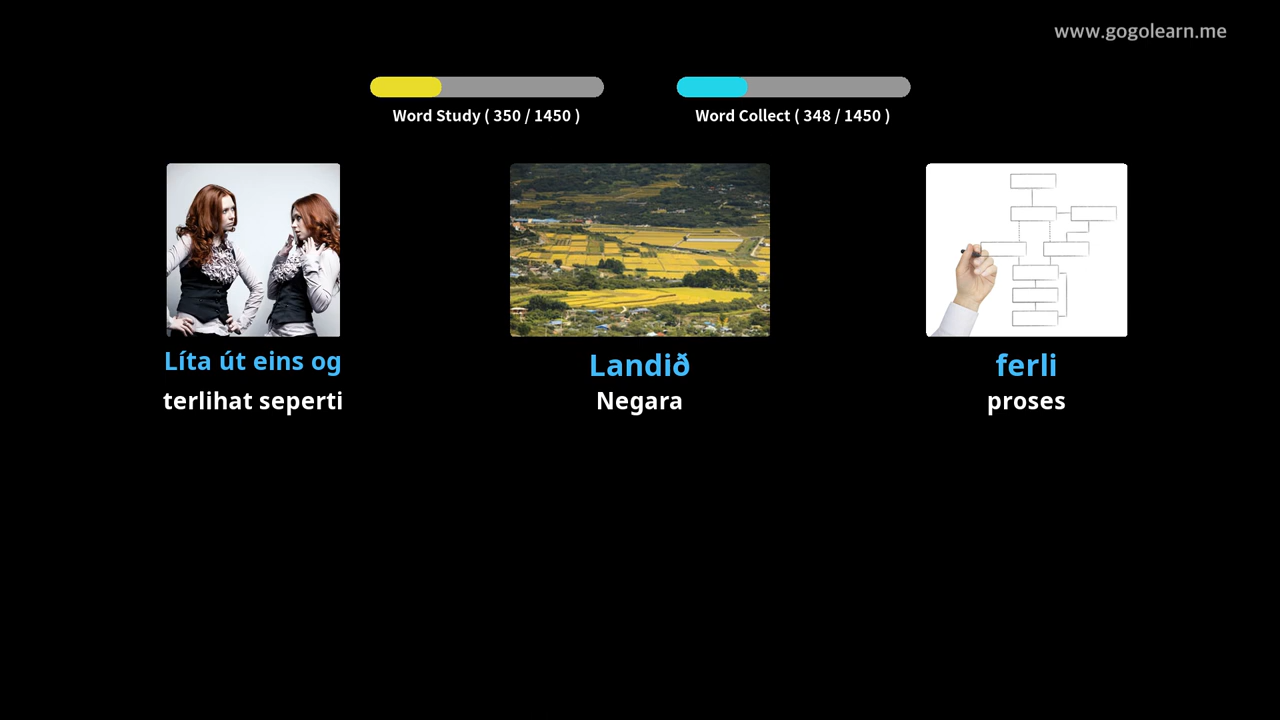 www.gogolearn.me
Word Study ( 350 / 1450 )
Word Collect ( 348 / 1450 )
Líta út eins og
terlihat seperti
Landið
Negara
ferli
proses